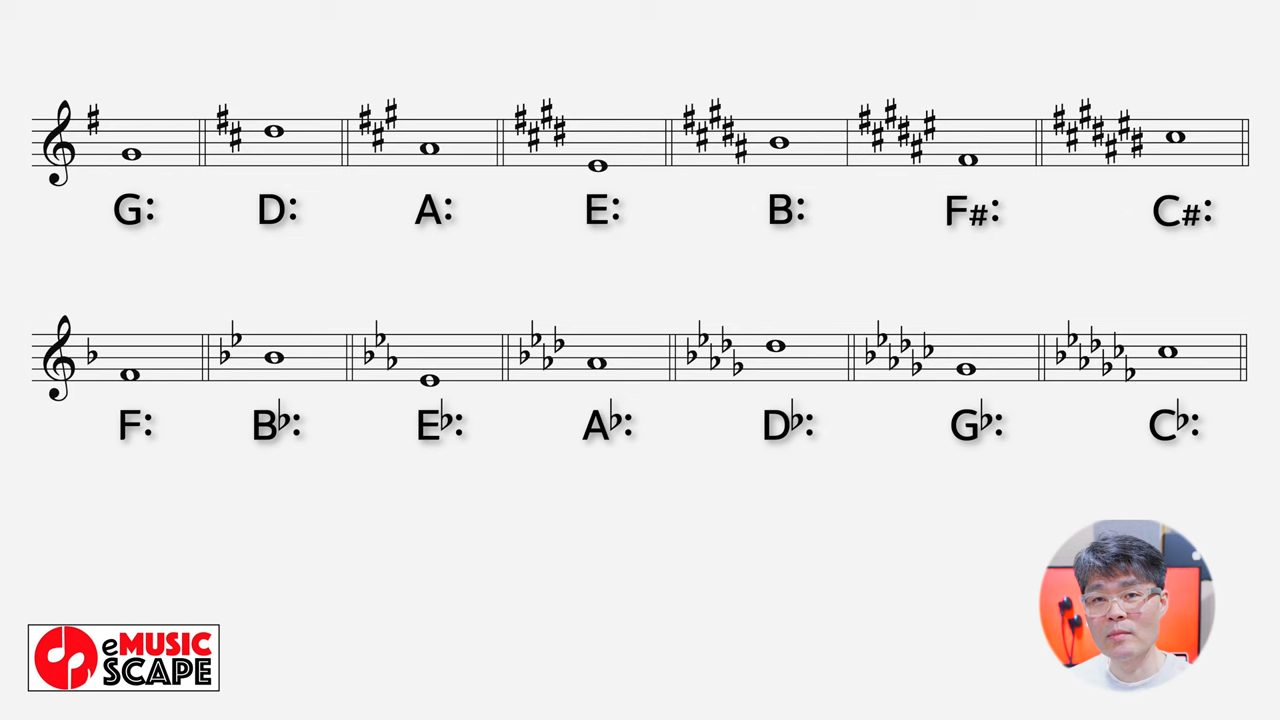 G: D: A: E: B: F#: C#:
F: B♭: E♭: A♭: D♭: G♭: C♭:
eMUSIC
SCAPE